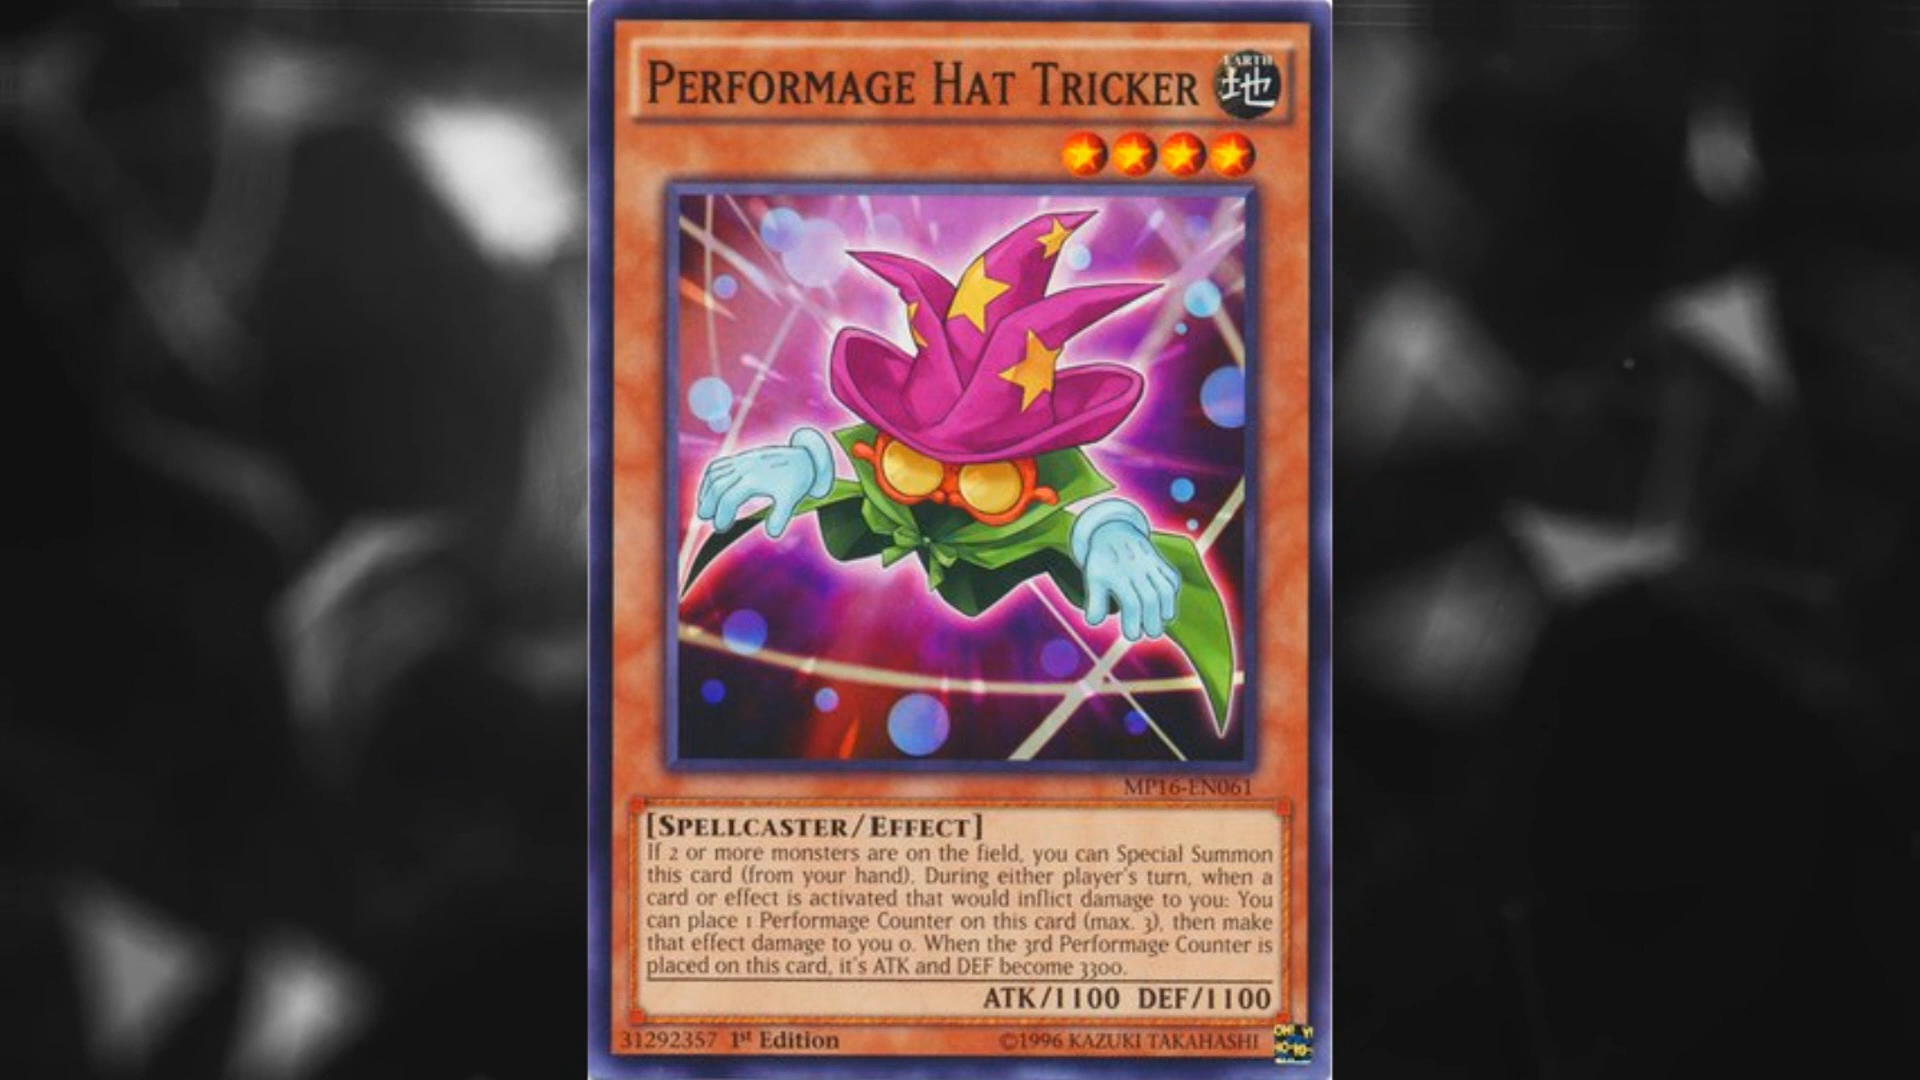 PERFORMAGE HAT TRICKER
EARTH
地
MP16-EN061
[SPELLCASTER/EFFECT]
If 2 or more monsters are on the field, you can Special Summon
this card (from your hand). During either player's turn, when a
card or effect is activated that would inflict damage to you: You
can place 1 Performage Counter on this card (max. 3), then make
that effect damage to you 0. When the 3rd Performage Counter is
placed on this card, it's ATK and DEF become 3300.
ATK/1100 DEF/1100
31292357 1st Edition ©1996 KAZUKI TAKAHASHI